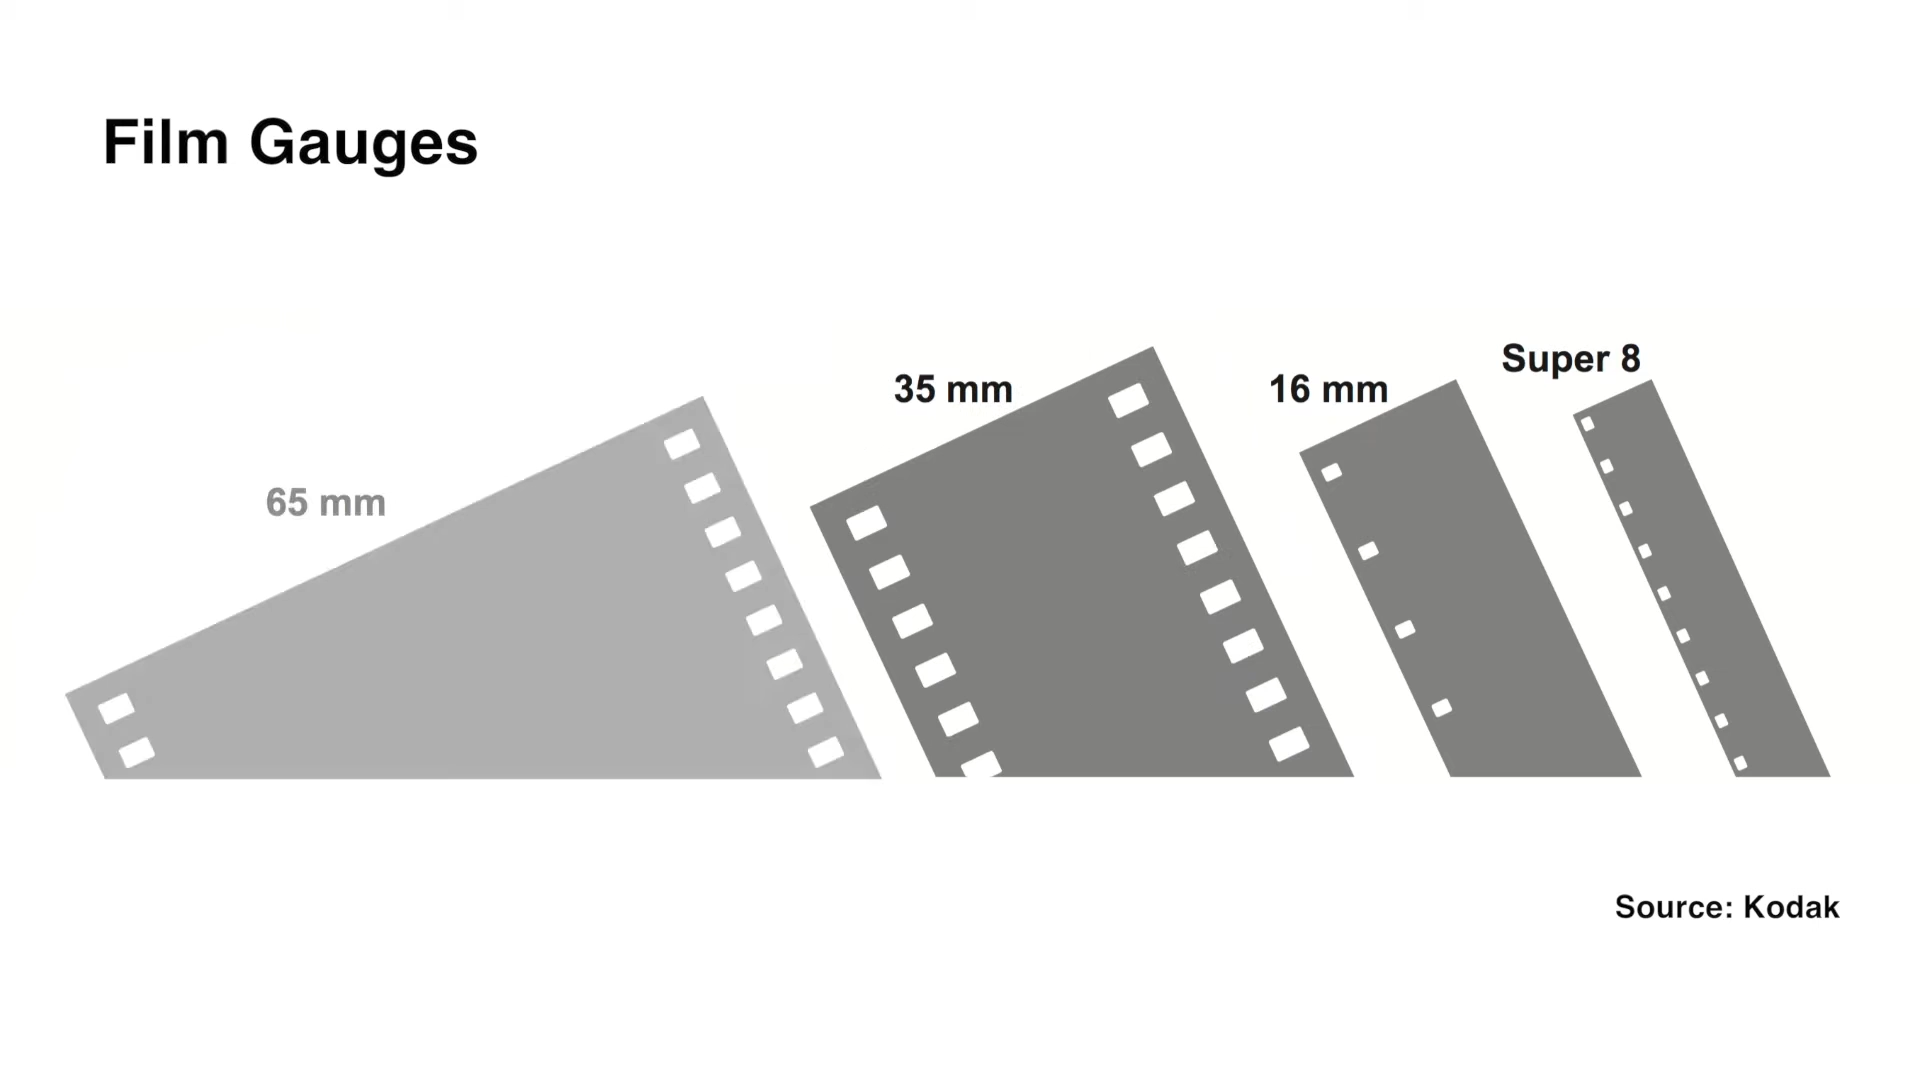 Film Gauges
65 mm
35 mm
16 mm
Super 8
Source: Kodak